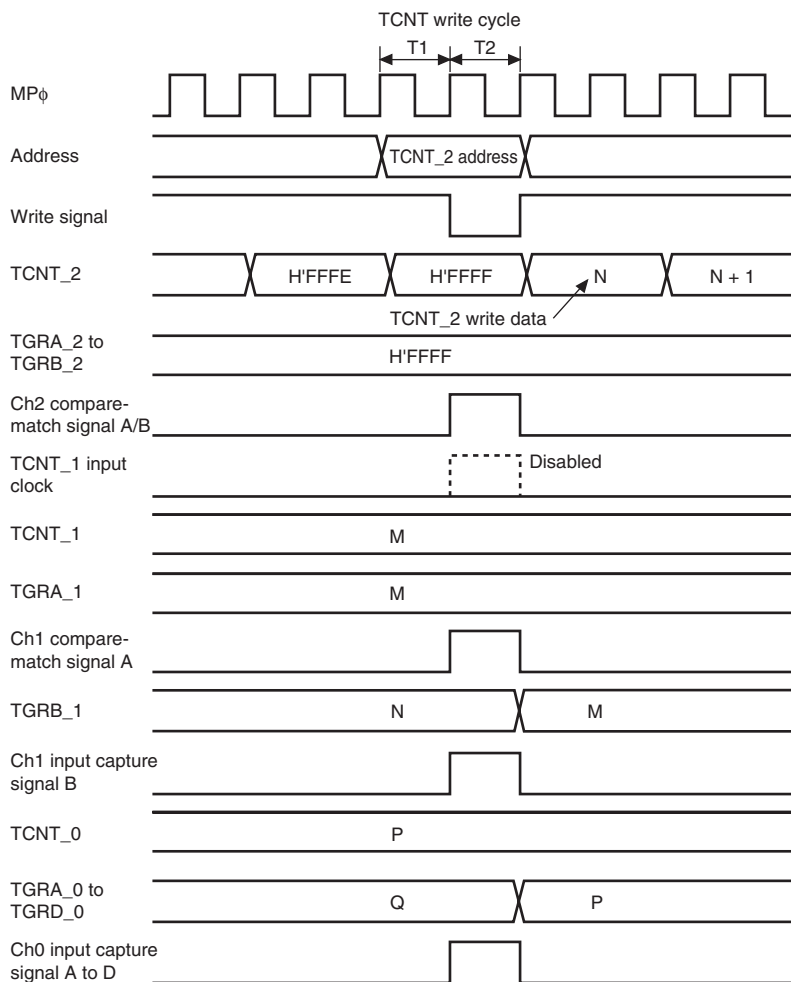 TCNT write cycle
T1 T2
MPφ
Address
TCNT_2 address
Write signal
TCNT_2
H'FFFE
H'FFFF
N
N + 1
TCNT_2 write data
TGRA_2 to
TGRB_2
H'FFFF
Ch2 compare-
match signal A/B
TCNT_1 input
clock
Disabled
TCNT_1
M
TGRA_1
M
Ch1 compare-
match signal A
TGRB_1
N
M
Ch1 input capture
signal B
TCNT_0
P
TGRA_0 to
TGRD_0
Q
P
Ch0 input capture
signal A to D